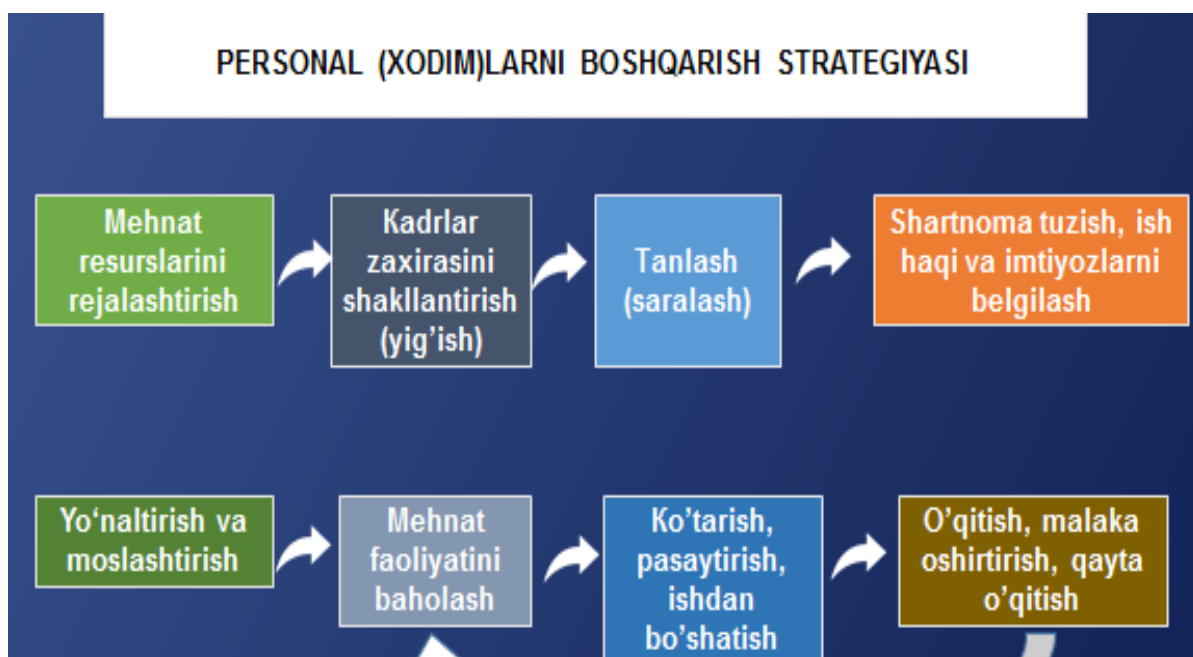 PERSONAL (XODIM)LARNI BOSHQARISH STRATEGIYASI
Mehnat
resurslarini
rejalashtirish
Kadrlar
zaxirasini
shakllantirish
(yig’ish)
Tanlash
(saralash)
Shartnoma tuzish, ish
haqi va imtiyozlarni
belgilash
Yo‘naltirish va
moslashtirish
Mehnat
faoliyatini
baholash
Ko’tarish,
pasaytirish,
ishdan
bo’shatish
O’qitish, malaka
oshirtirish, qayta
o’qitish